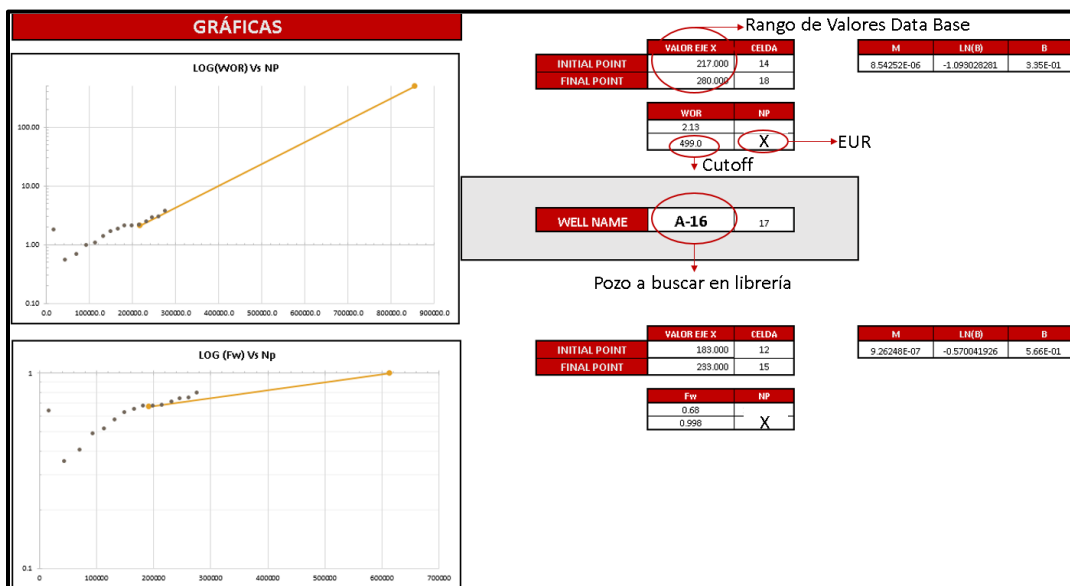 GRÁFICAS
LOG(WOR) Vs NP
100.00
10.00
1.00
0.10
0.0 100000.0 200000.0 300000.0 400000.0 500000.0 600000.0 700000.0 800000.0 900000.0
LOG (Fw) Vs Np
1
0.1
0 100000 200000 300000 400000 500000 600000 700000
Rango de Valores Data Base
VALOR EJE X CELDA
INITIAL POINT 217.000 14
FINAL POINT 280.000 18
M LN(B) B
8.54252E-06 -1.093028281 3.35E-01
WOR NP
2.13
499.0 X
EUR
Cutoff
WELL NAME A-16 17
Pozo a buscar en librería
VALOR EJE X CELDA
INITIAL POINT 183.000 12
FINAL POINT 233.000 15
M LN(B) B
9.26248E-07 -0.570041926 5.66E-01
Fw NP
0.68
0.998 X